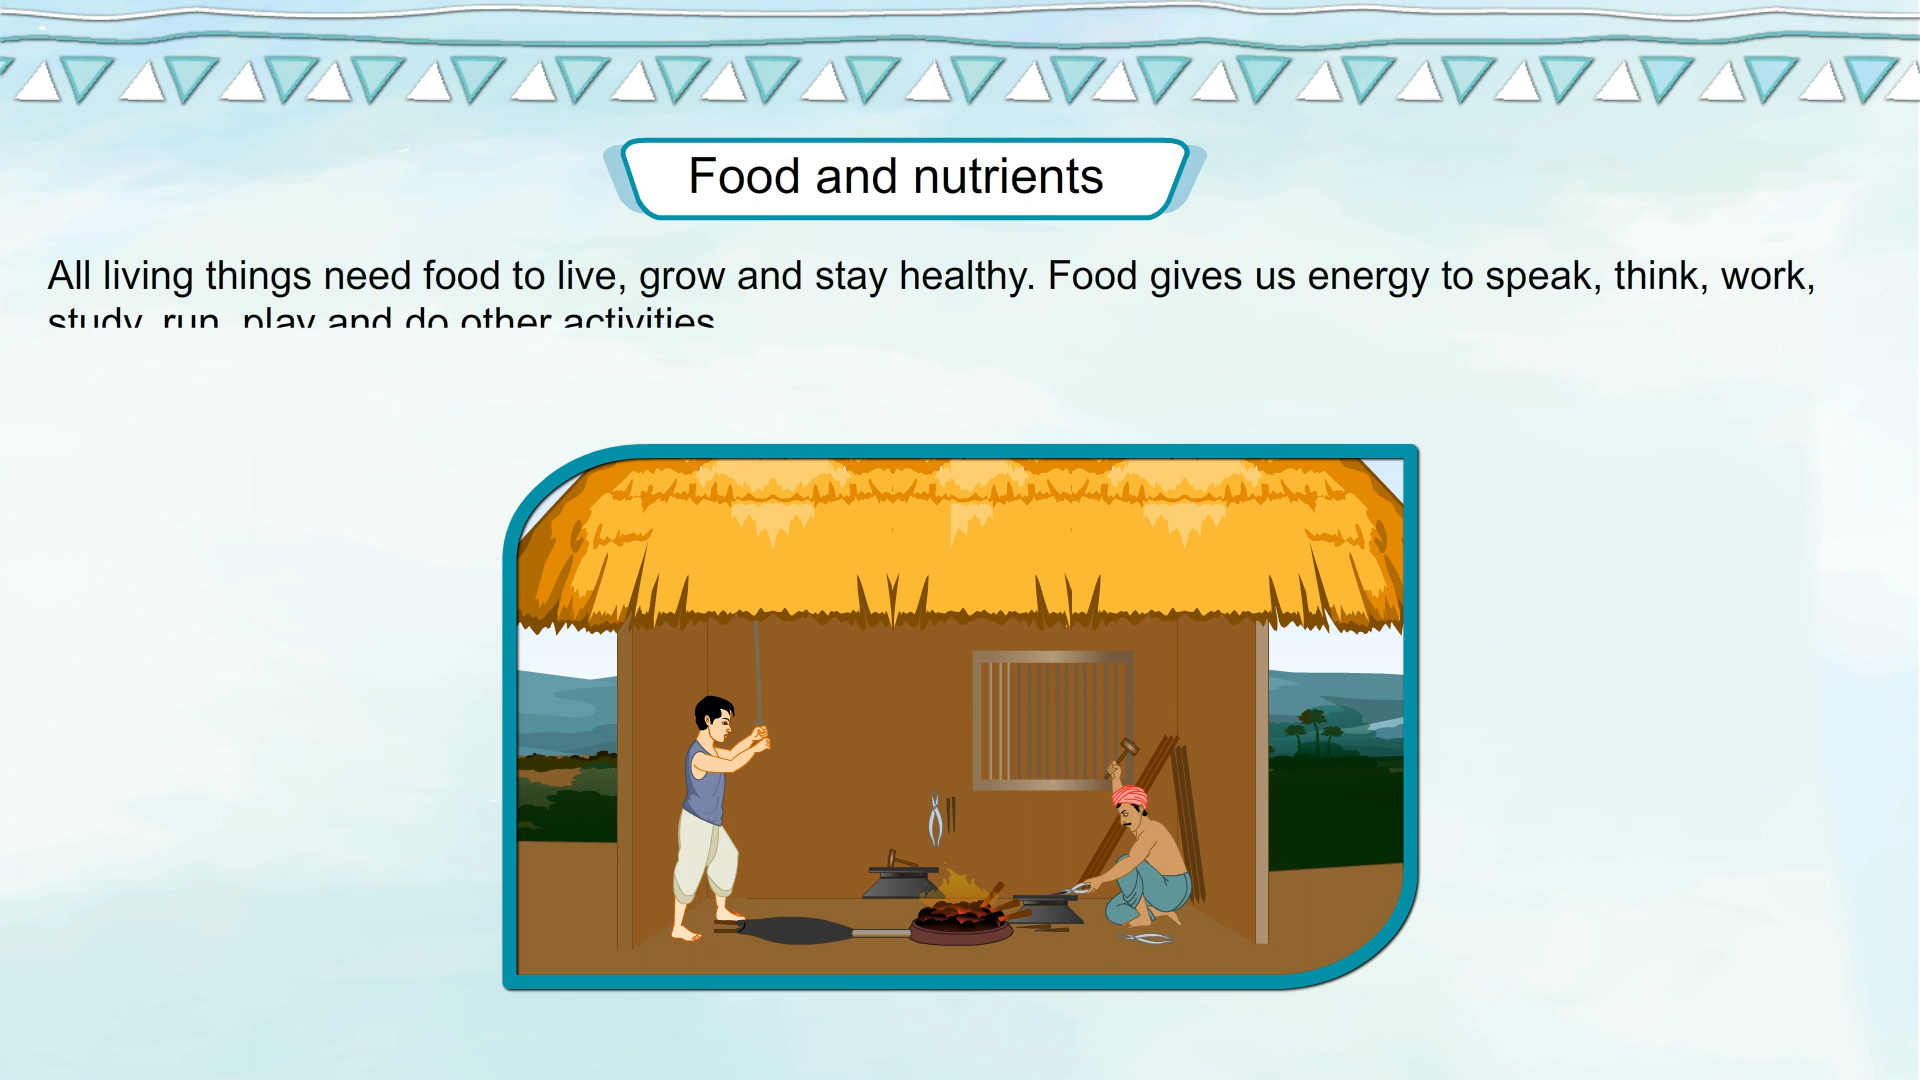 Food and nutrients
All living things need food to live, grow and stay healthy. Food gives us energy to speak, think, work,
study, run, play and do other activities